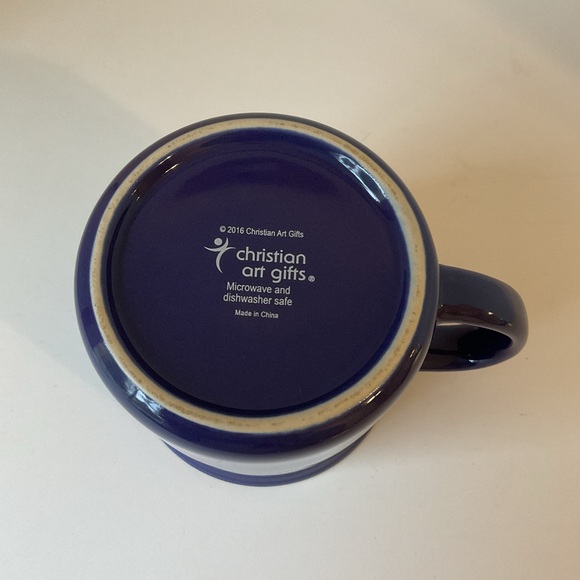 © 2016 Christian Art Gifts
christian
art gifts®
Microwave and
dishwasher safe
Made in China